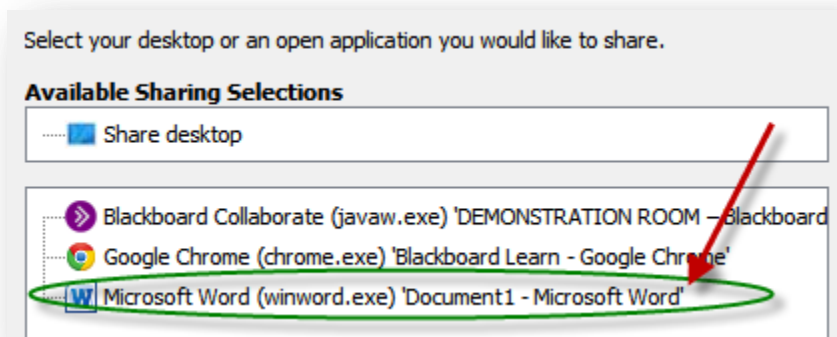 Select your desktop or an open application you would like to share.
Available Sharing Selections
Share desktop
Blackboard Collaborate (javaw.exe) 'DEMONSTRATION ROOM – Blackboard
Google Chrome (chrome.exe) 'Blackboard Learn - Google Chrome'
W Microsoft Word (winword.exe) 'Document1 - Microsoft Word'